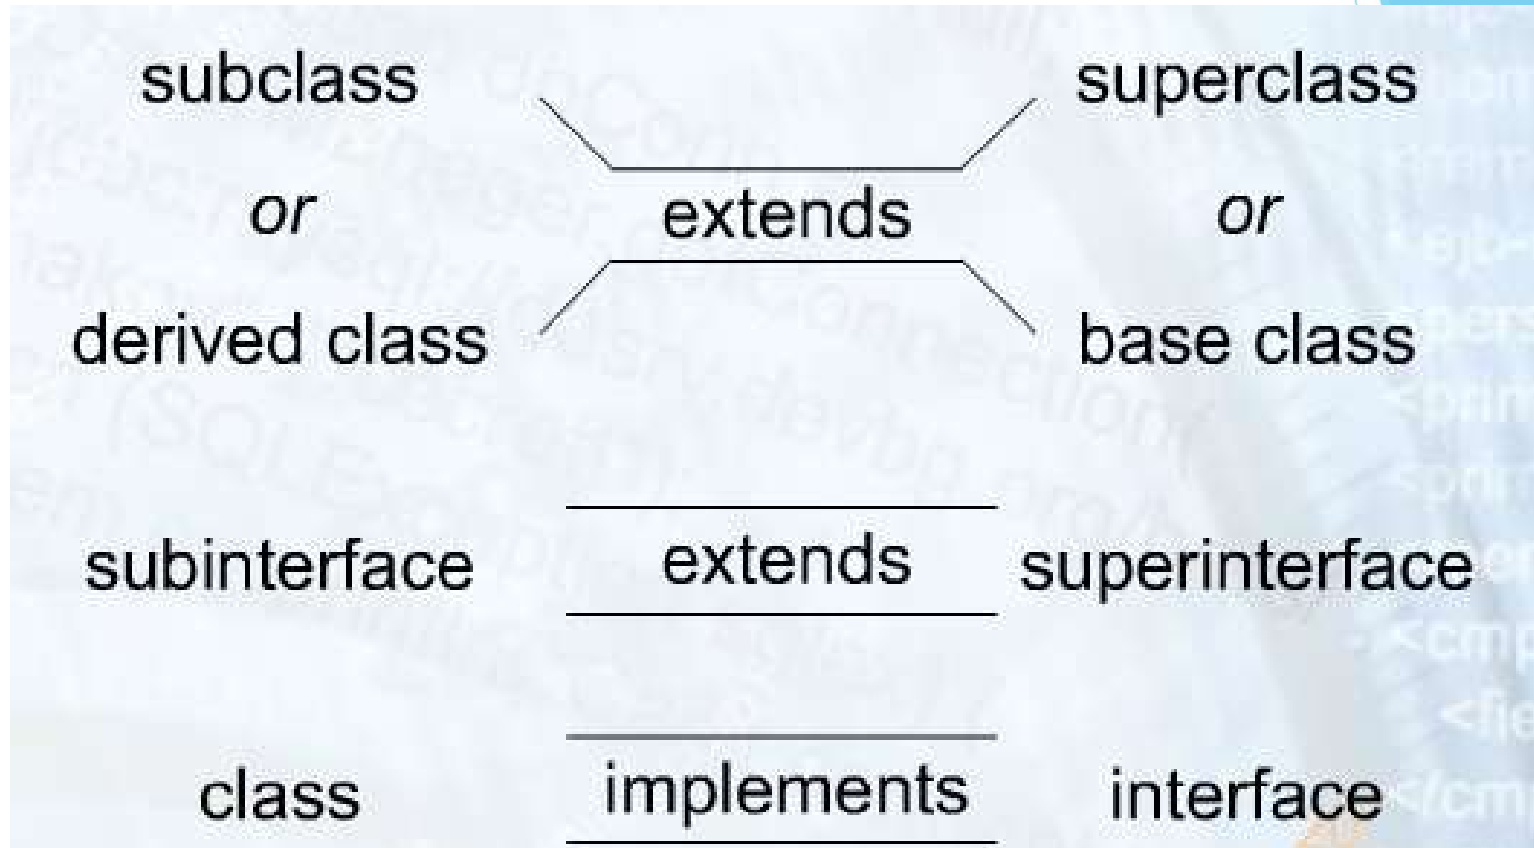 subclass superclass
or extends or
derived class base class
subinterface extends superinterface
class implements interface